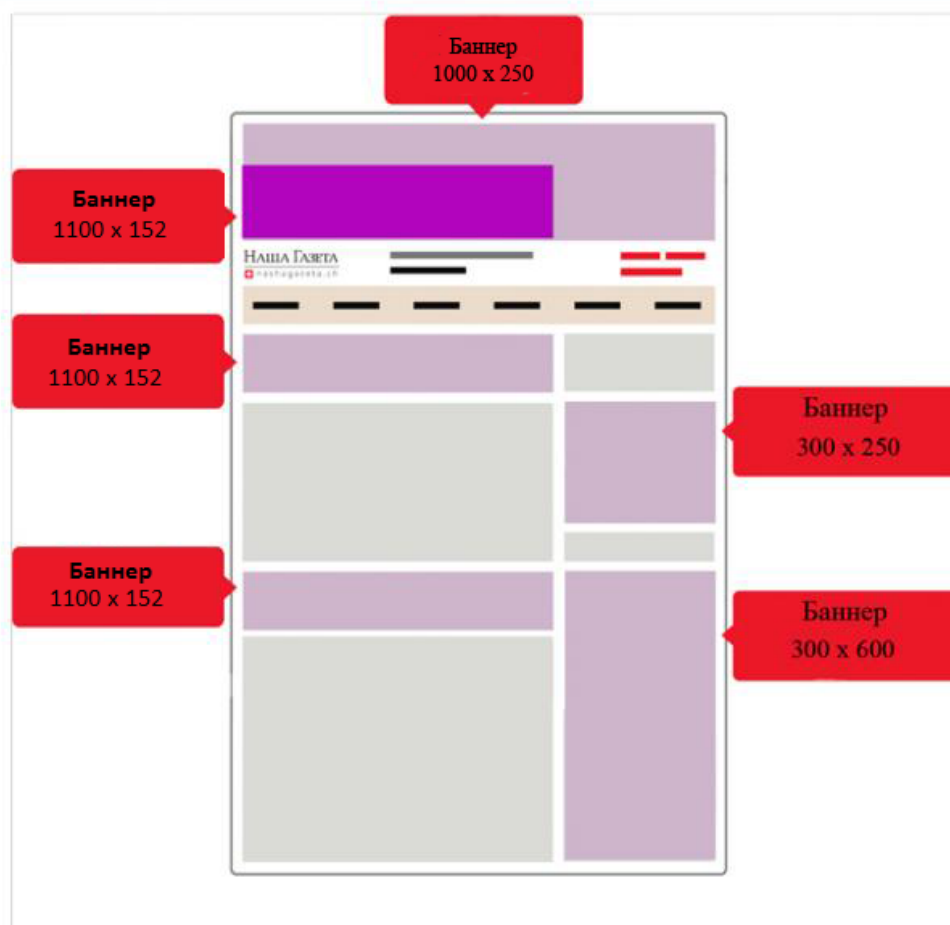 Баннер
1000 x 250
Баннер
1100 x 152
НАША ГАЗЕТА
nashagazeta.ch
Баннер
1100 x 152
Баннер
300 x 250
Баннер
1100 x 152
Баннер
300 x 600